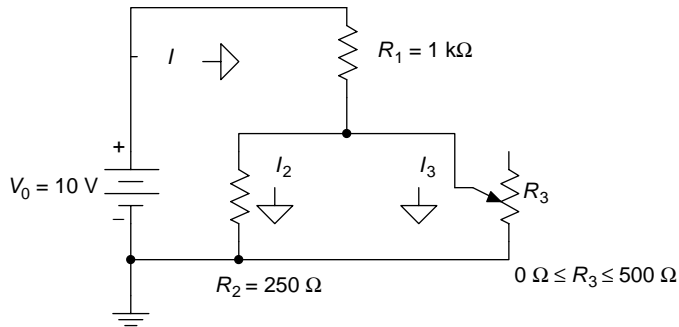 I
R₁ = 1 kΩ
+
V₀ = 10 V
−
I₂
I₃
R₃
R₂ = 250 Ω
0 Ω ≤ R₃ ≤ 500 Ω